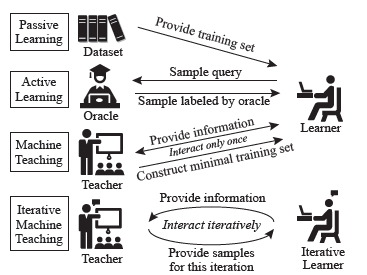 Passive
Learning
Dataset
Provide training set
Active
Learning
Oracle
Sample query
Sample labeled by oracle
Learner
Machine
Teaching
Teacher
Provide information
Interact only once
Construct minimal training set
Iterative
Machine
Teaching
Teacher
Provide information
Interact iteratively
Provide samples
for this iteration
Iterative
Learner